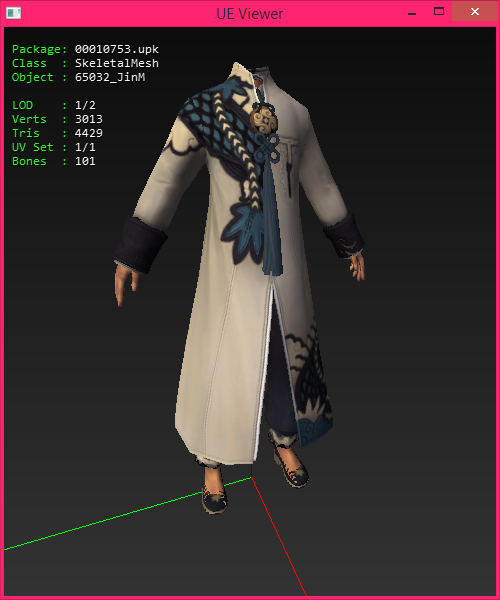 UE Viewer
Package: 00010753.upk
Class : SkeletalMesh
Object : 65032_JinM
LOD : 1/2
Verts : 3013
Tris : 4429
UV Set : 1/1
Bones : 101